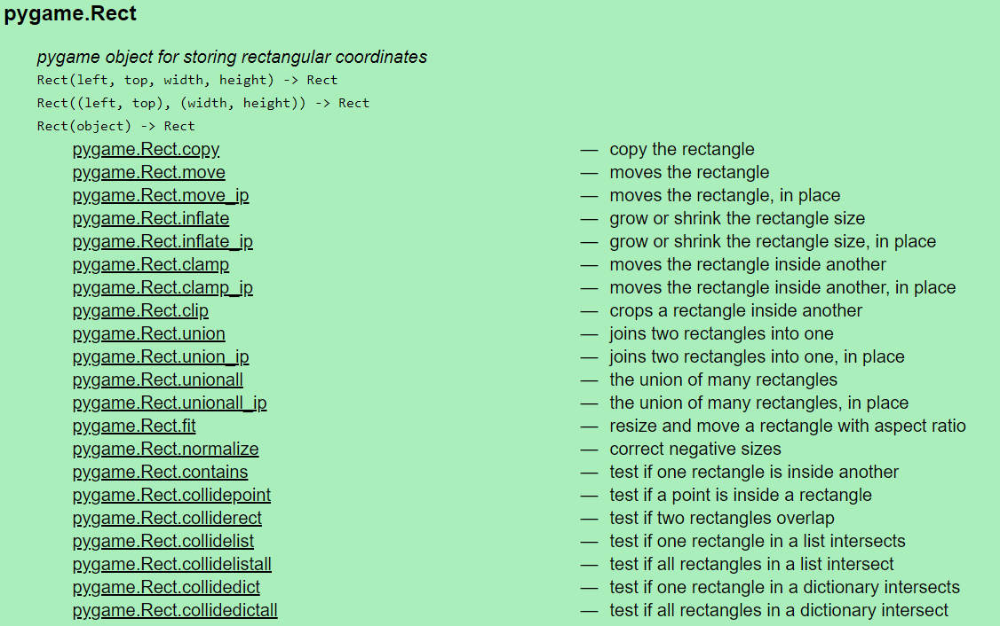 pygame.Rect
pygame object for storing rectangular coordinates
Rect(left, top, width, height) -> Rect
Rect((left, top), (width, height)) -> Rect
Rect(object) -> Rect
pygame.Rect.copy — copy the rectangle
pygame.Rect.move — moves the rectangle
pygame.Rect.move_ip — moves the rectangle, in place
pygame.Rect.inflate — grow or shrink the rectangle size
pygame.Rect.inflate_ip — grow or shrink the rectangle size, in place
pygame.Rect.clamp — moves the rectangle inside another
pygame.Rect.clamp_ip — moves the rectangle inside another, in place
pygame.Rect.clip — crops a rectangle inside another
pygame.Rect.union — joins two rectangles into one
pygame.Rect.union_ip — joins two rectangles into one, in place
pygame.Rect.unionall — the union of many rectangles
pygame.Rect.unionall_ip — the union of many rectangles, in place
pygame.Rect.fit — resize and move a rectangle with aspect ratio
pygame.Rect.normalize — correct negative sizes
pygame.Rect.contains — test if one rectangle is inside another
pygame.Rect.collidepoint — test if a point is inside a rectangle
pygame.Rect.colliderect — test if two rectangles overlap
pygame.Rect.collidelist — test if one rectangle in a list intersects
pygame.Rect.collidelistall — test if all rectangles in a list intersect
pygame.Rect.collidedict — test if one rectangle in a dictionary intersects
pygame.Rect.collidedictall — test if all rectangles in a dictionary intersect